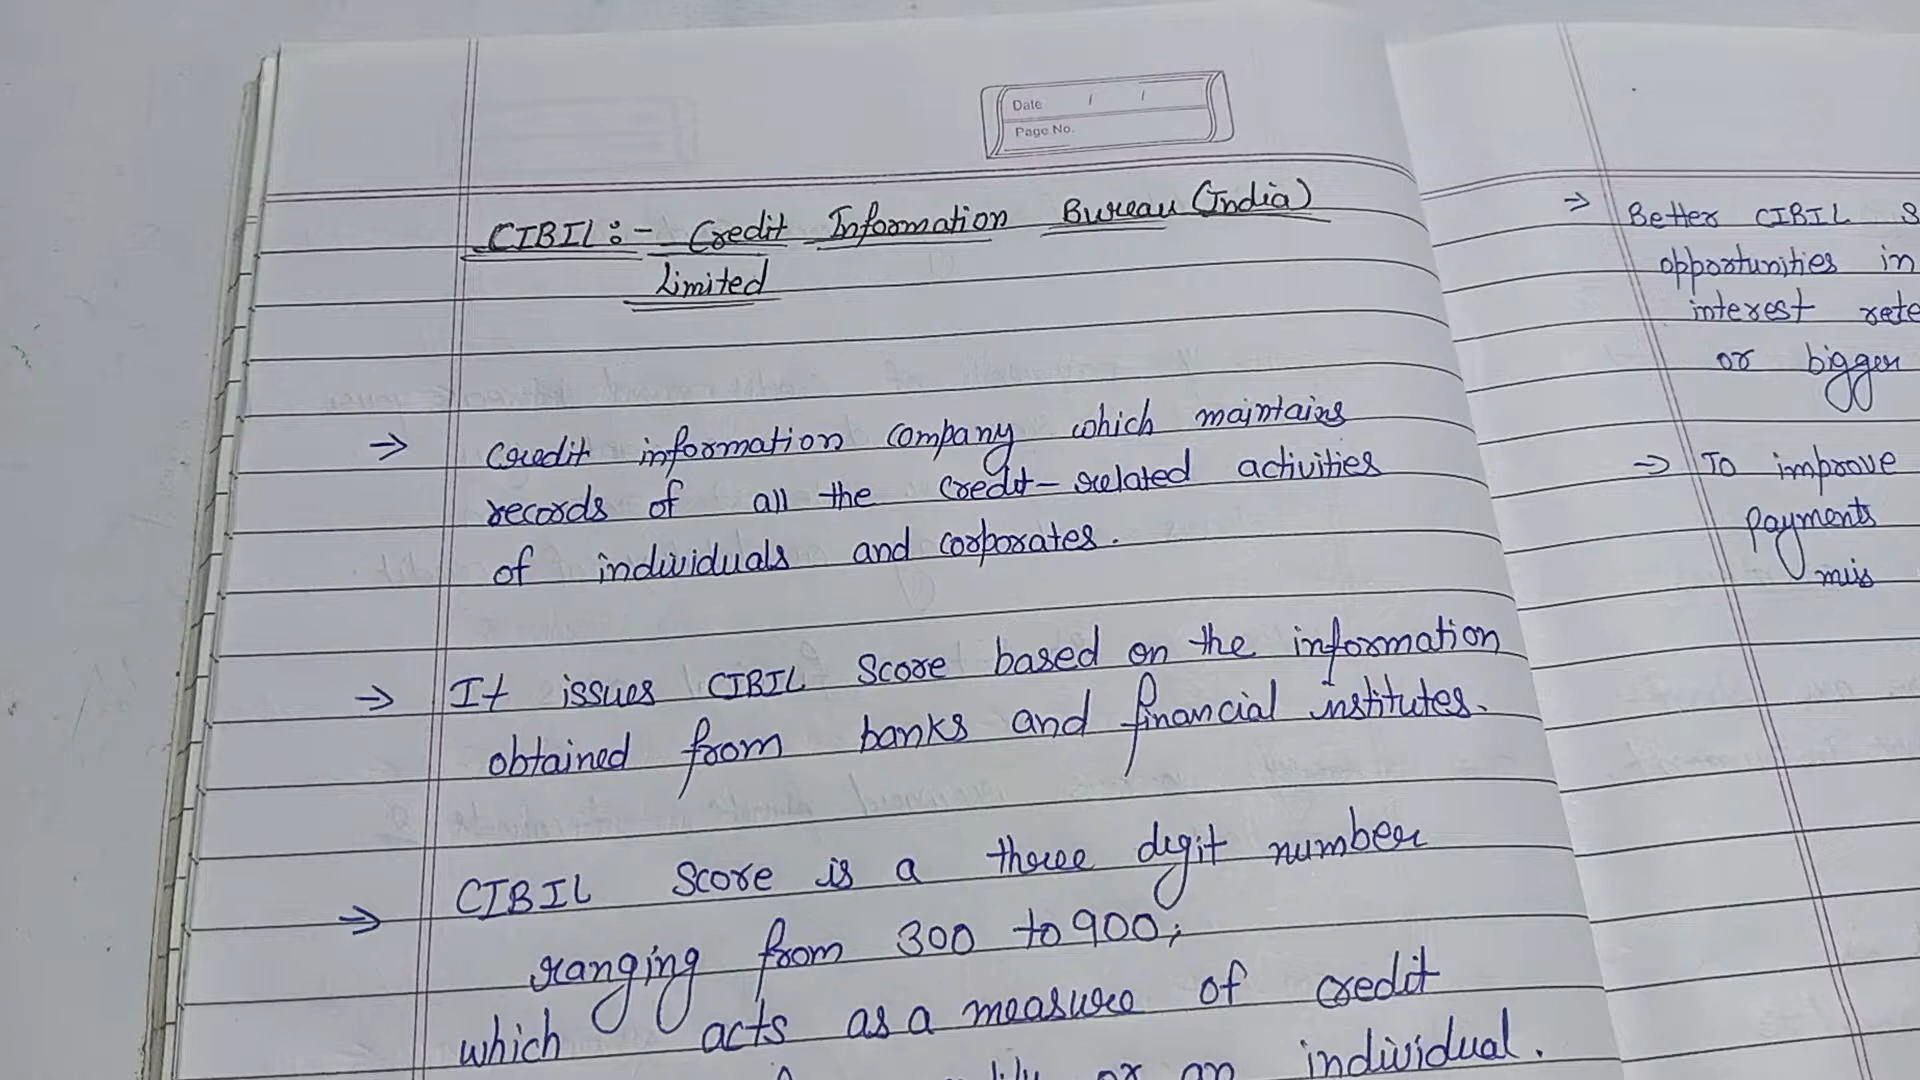 Date / /
Page No.
CIBIL :- Credit Information Bureau (India)
Limited
→ Credit information company which maintains
records of all the credit-related activities
of individuals and corporates.
→ It issues CIBIL Score based on the information
obtained from banks and financial institutes.
→ CIBIL Score is a three digit number
ranging from 300 to 900;
which acts as a measure of credit
or an individual.
→ Better CIBIL S
opportunities in
interest rate
or bigger
→ To improve
payments
miss